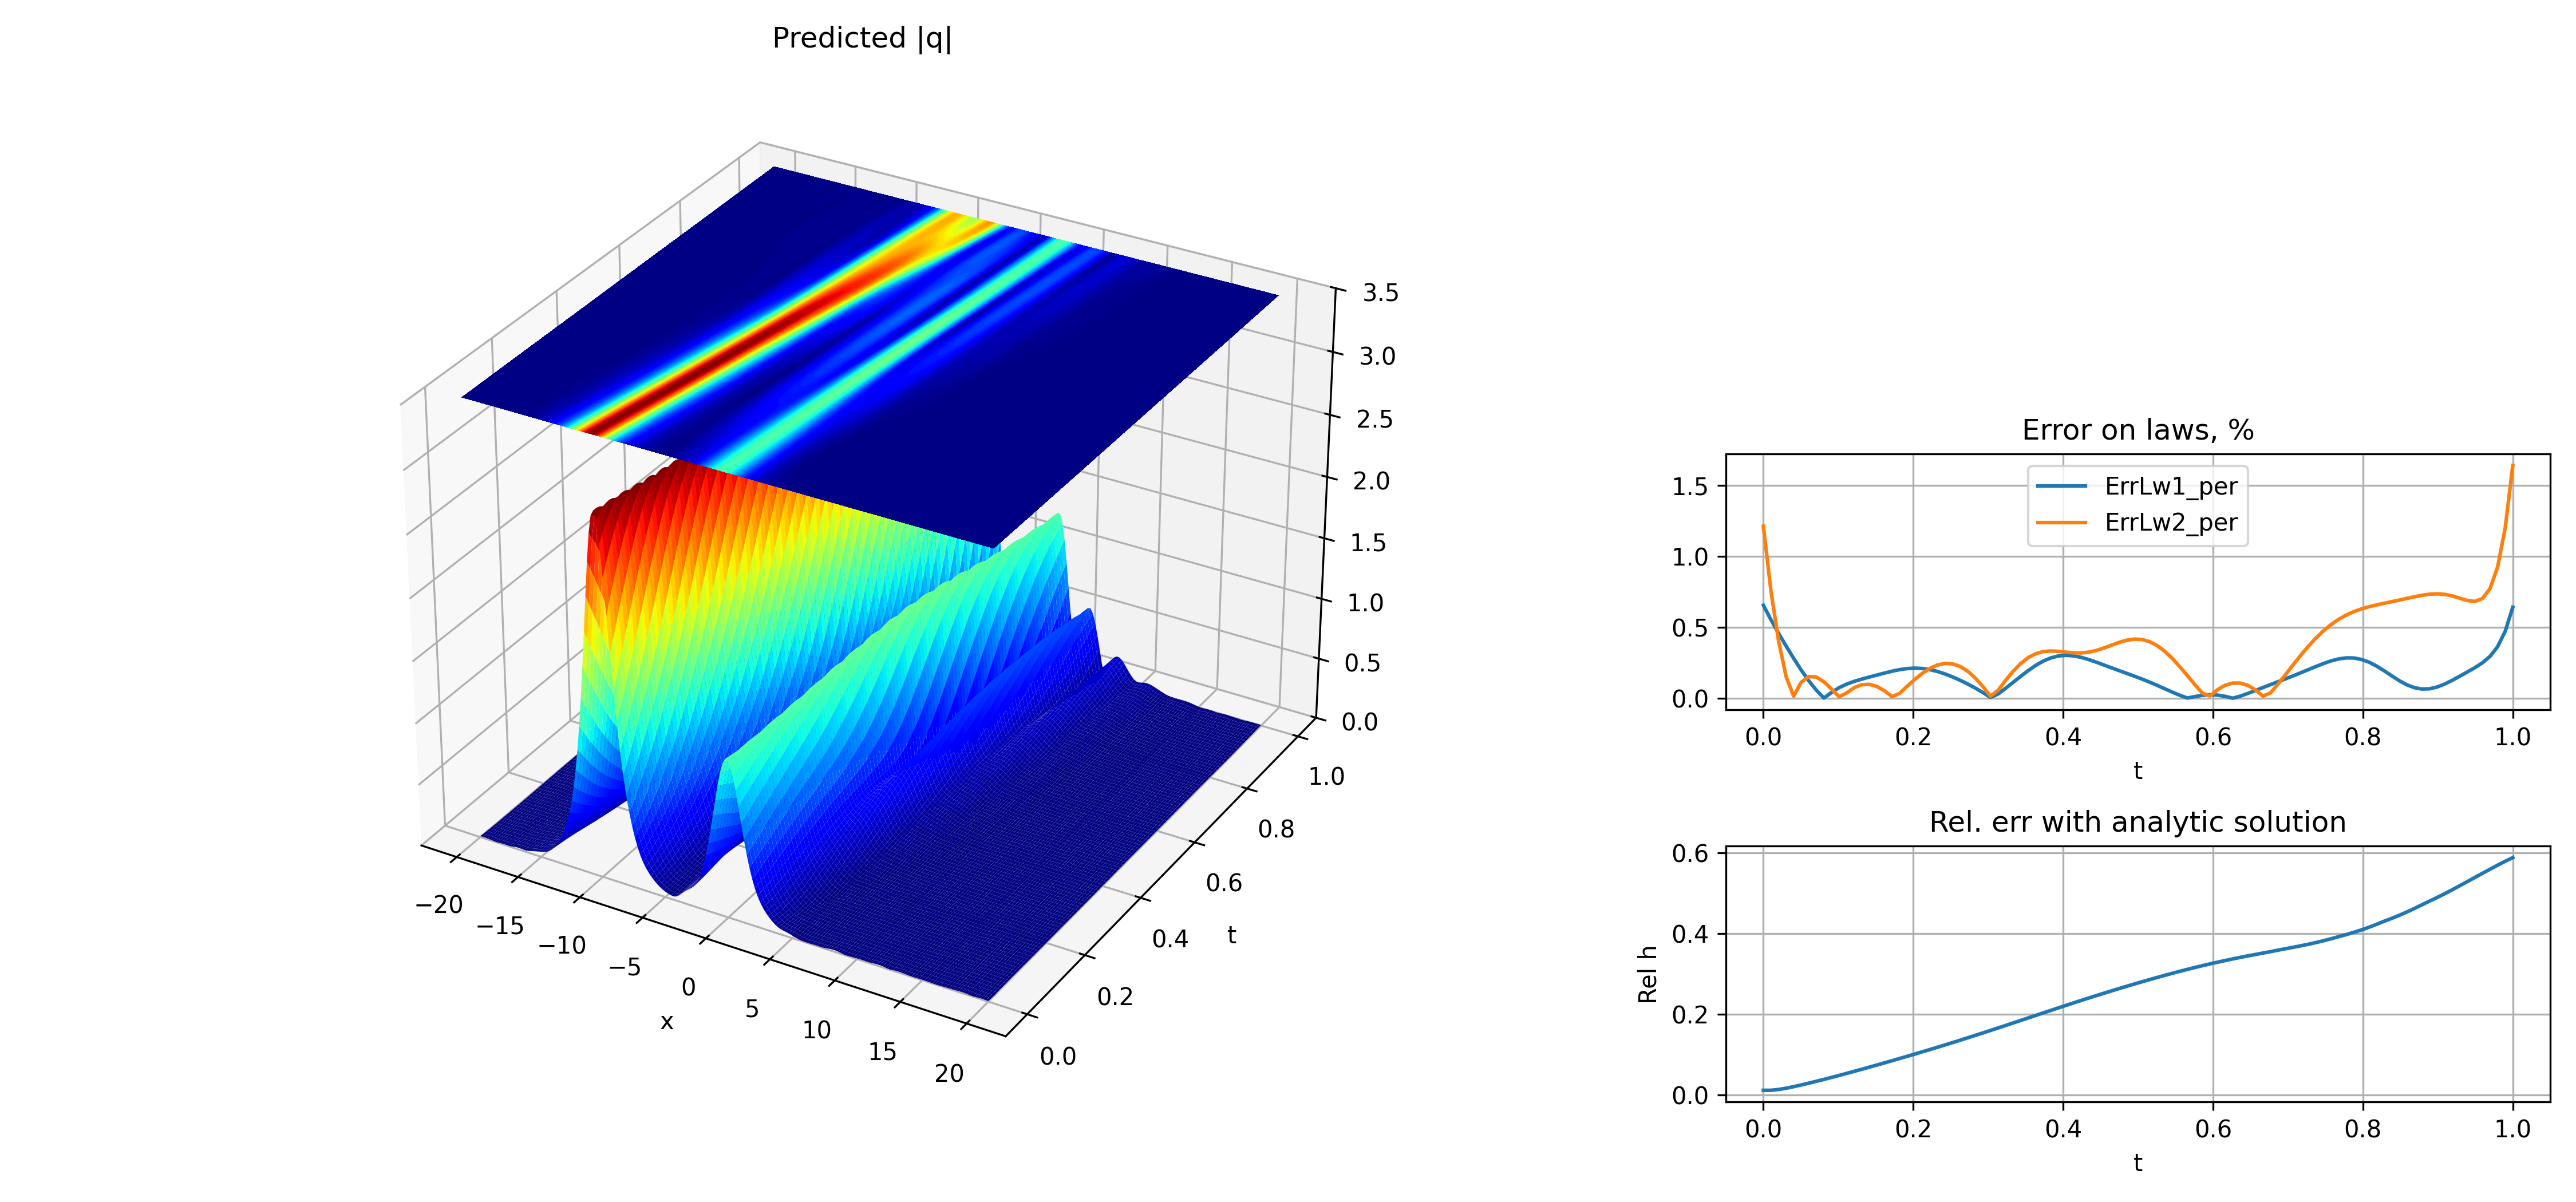 Predicted |q|
3.5
3.0
2.5
2.0
1.5
1.0
0.5
0.0
−20
−15
−10
−5
0
5
10
15
20
x
0.0
0.2
0.4
0.6
0.8
1.0
t
Error on laws, %
ErrLw1_per
ErrLw2_per
1.5
1.0
0.5
0.0
0.0 0.2 0.4 0.6 0.8 1.0
t
Rel. err with analytic solution
Rel h
0.6
0.4
0.2
0.0
0.0 0.2 0.4 0.6 0.8 1.0
t